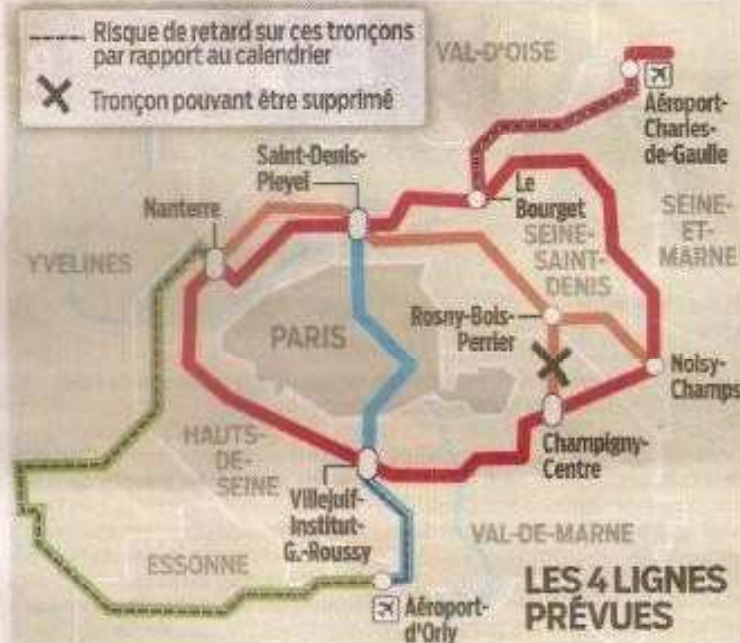 Risque de retard sur ces tronçons
par rapport au calendrier
Tronçon pouvant être supprimé
VAL-D'OISE
Aéroport-
Charles-
de-Gaulle
Saint-Denis-
Pleyel
Nanterre
Le
Bourget
SEINE-
ET-
MARNE
YVELINES
SEINE-
SAINT-
DENIS
PARIS
Rosny-Bois-
Perrier
Noisy-
Champs
HAUTS-
DE-
SEINE
Champigny-
Centre
Villejuif-
Institut-
G.-Roussy
VAL-DE-MARNE
ESSONNE
LES 4 LIGNES
PRÉVUES
Aéroport-
d'Orly